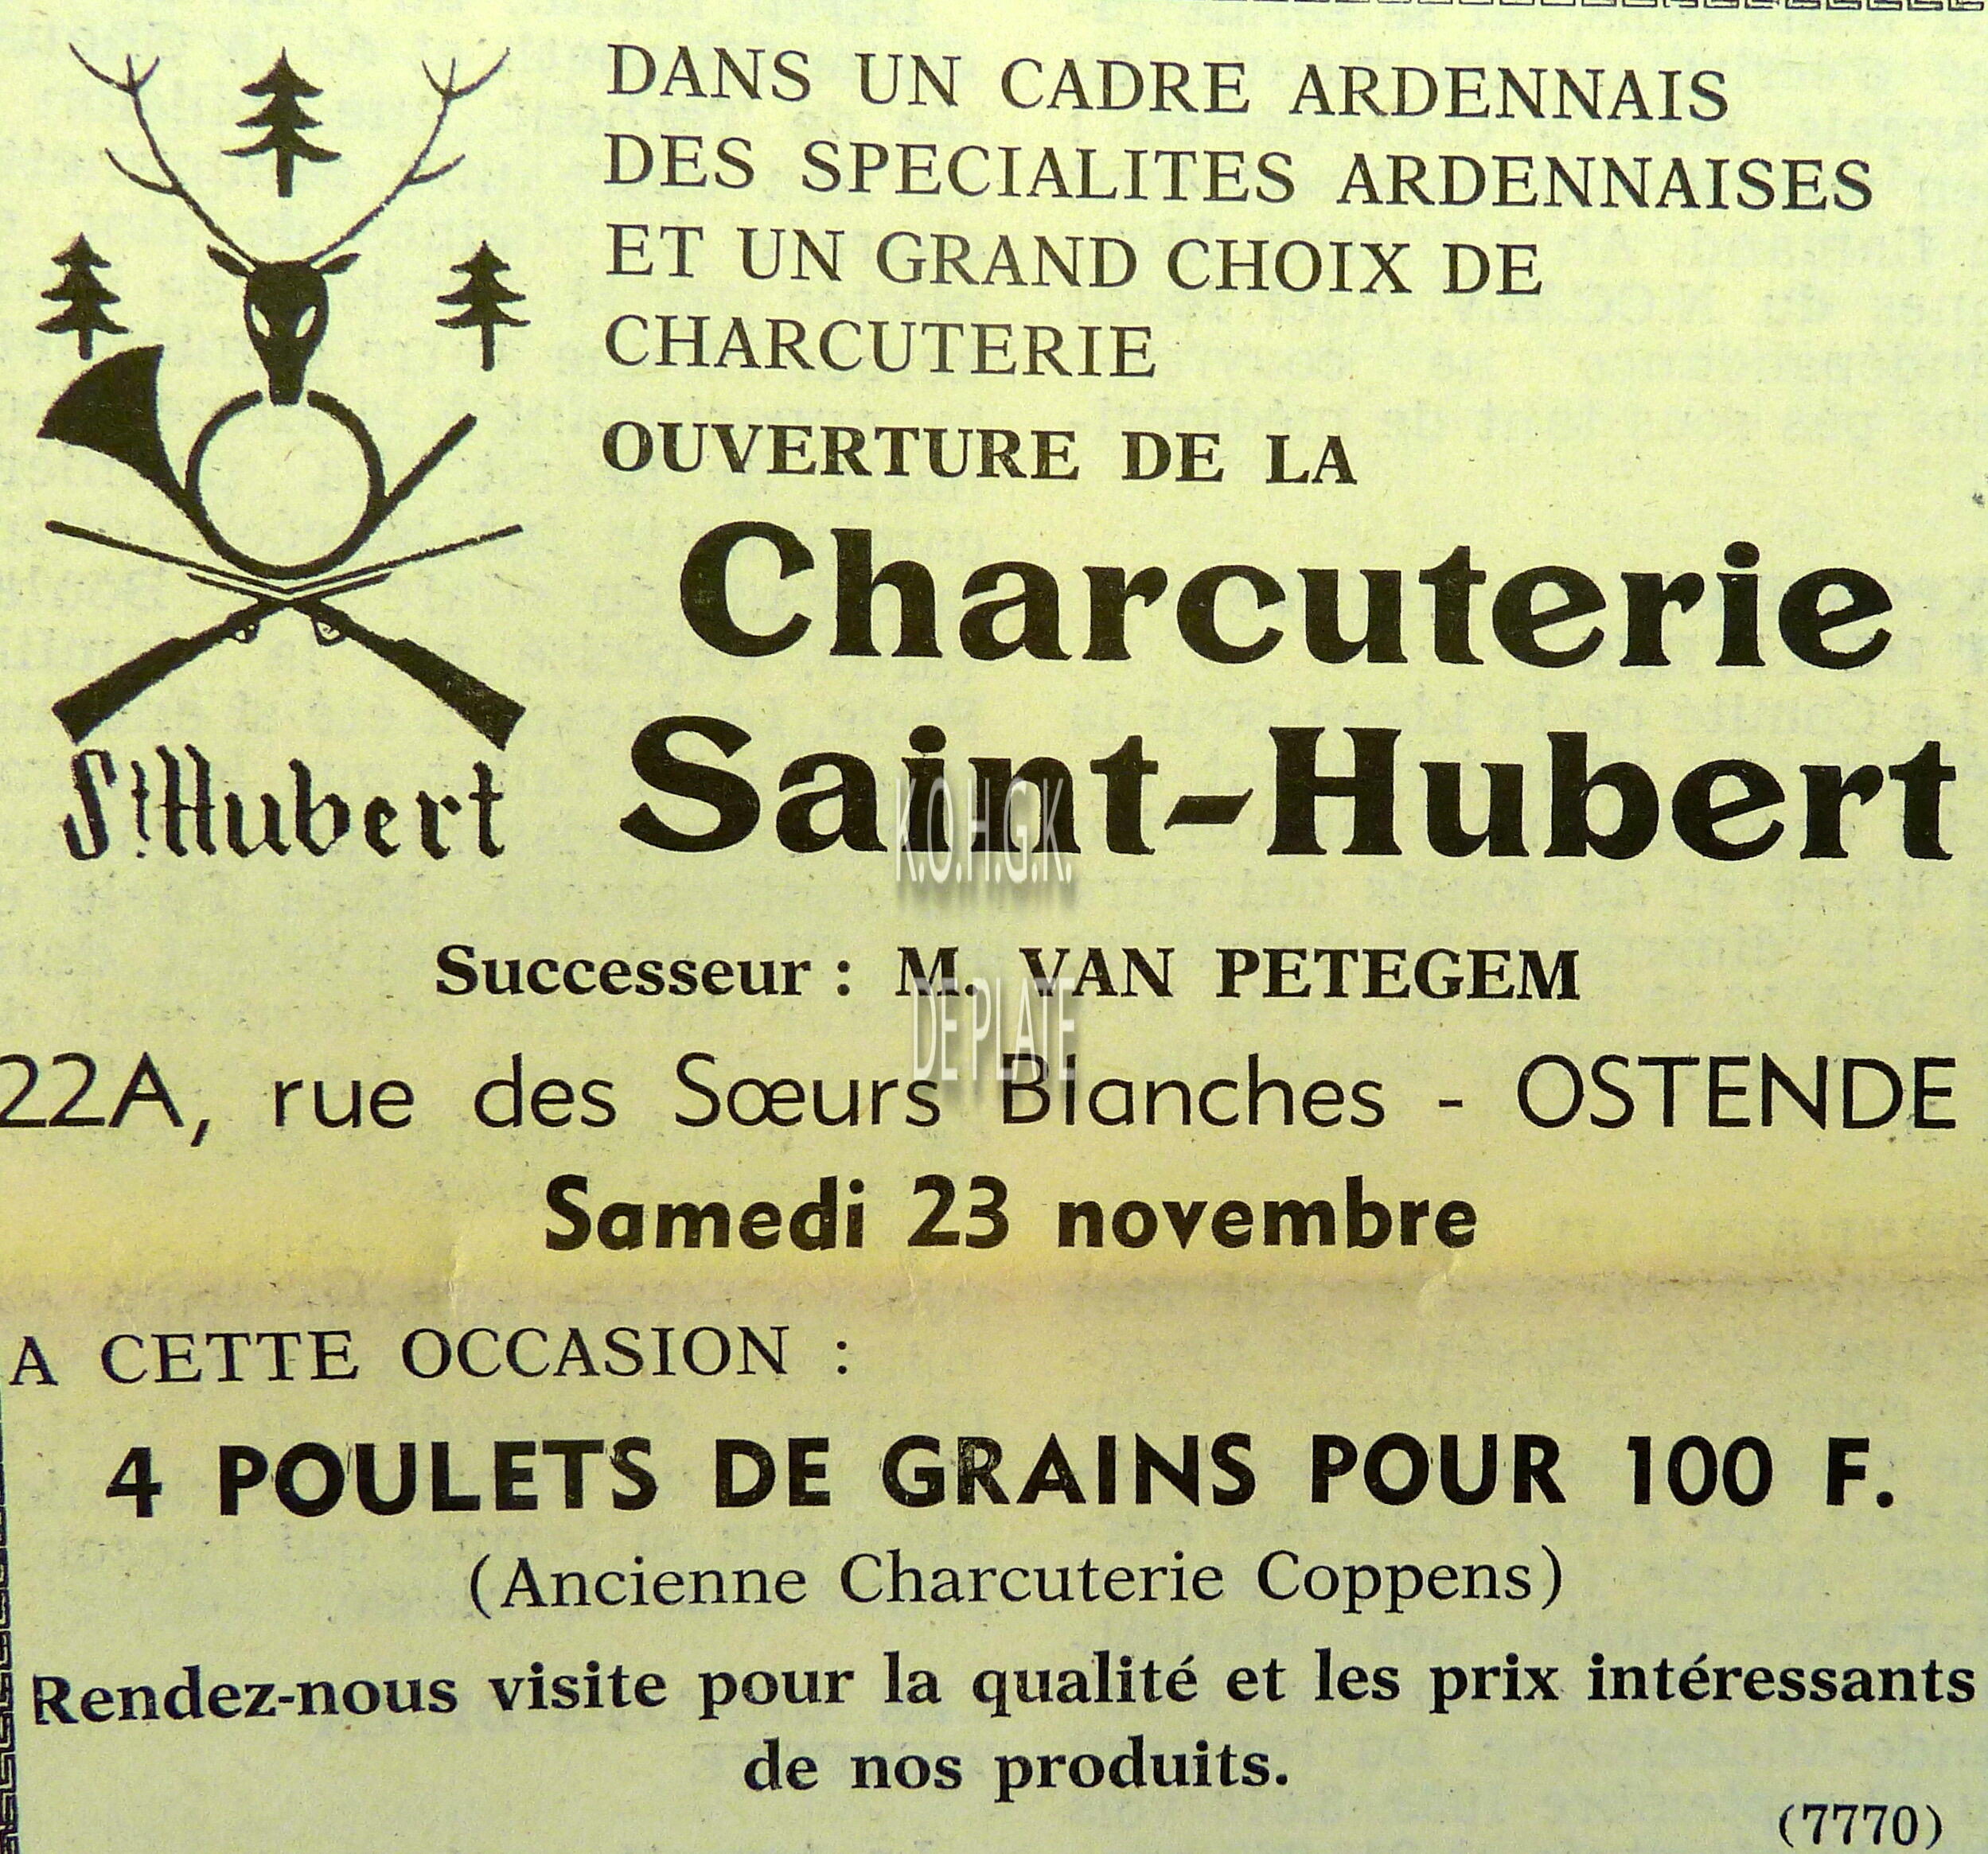 DANS UN CADRE ARDENNAIS
DES SPECIALITES ARDENNAISES
ET UN GRAND CHOIX DE
CHARCUTERIE
OUVERTURE DE LA
Charcuterie
Saint-Hubert
St Hubert
K.O.H.G.K.
DE PLATE
Successeur : M. VAN PETEGEM
22A, rue des Sœurs Blanches - OSTENDE
Samedi 23 novembre
A CETTE OCCASION :
4 POULETS DE GRAINS POUR 100 F.
(Ancienne Charcuterie Coppens)
Rendez-nous visite pour la qualité et les prix intéressants
de nos produits.
(7770)